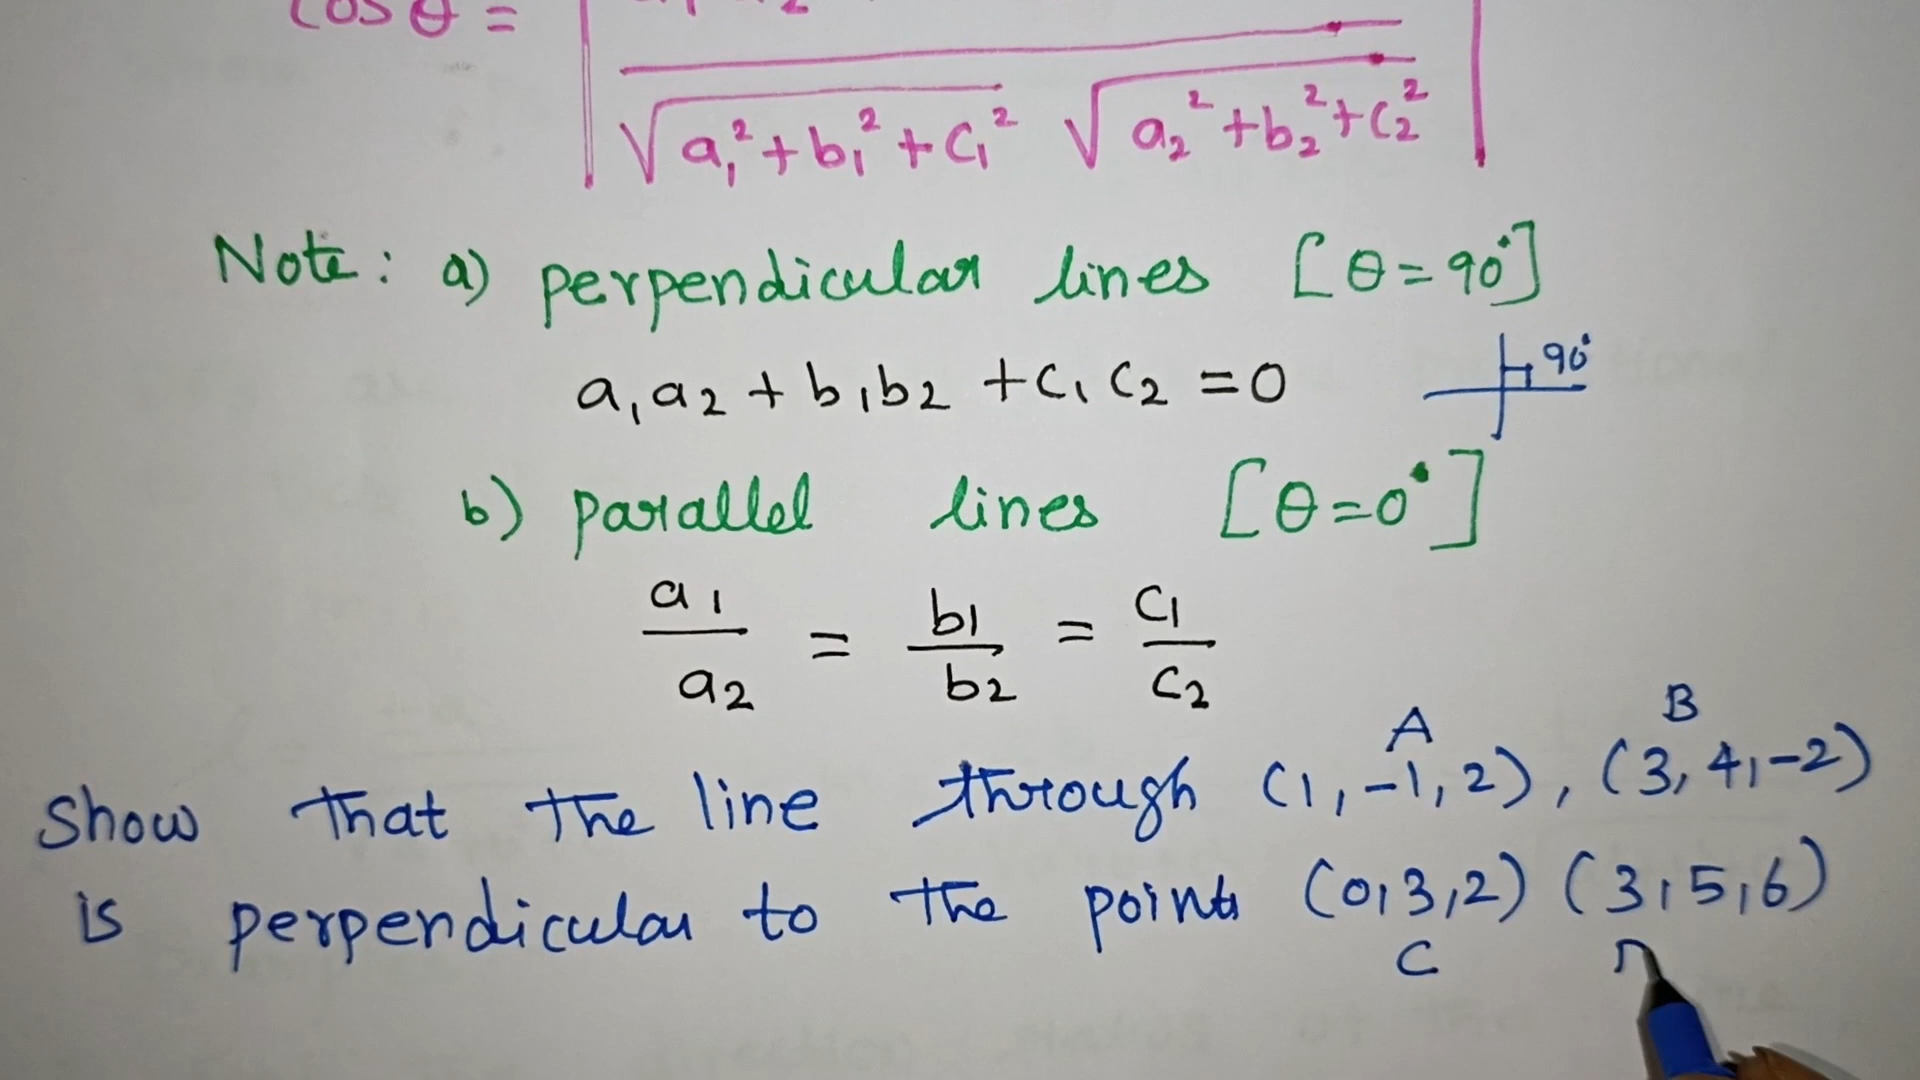 cos θ =
√a₁²+b₁²+c₁² √a₂²+b₂²+c₂²
Note: a) perpendicular lines [θ=90°]
a₁a₂+b₁b₂+c₁c₂=0 90°
b) parallel lines [θ=0°]
a₁/a₂ = b₁/b₂ = c₁/c₂
A B
Show that the line through (1,-1,2), (3,4,-2)
is perpendicular to the points (0,3,2) (3,5,6)
C